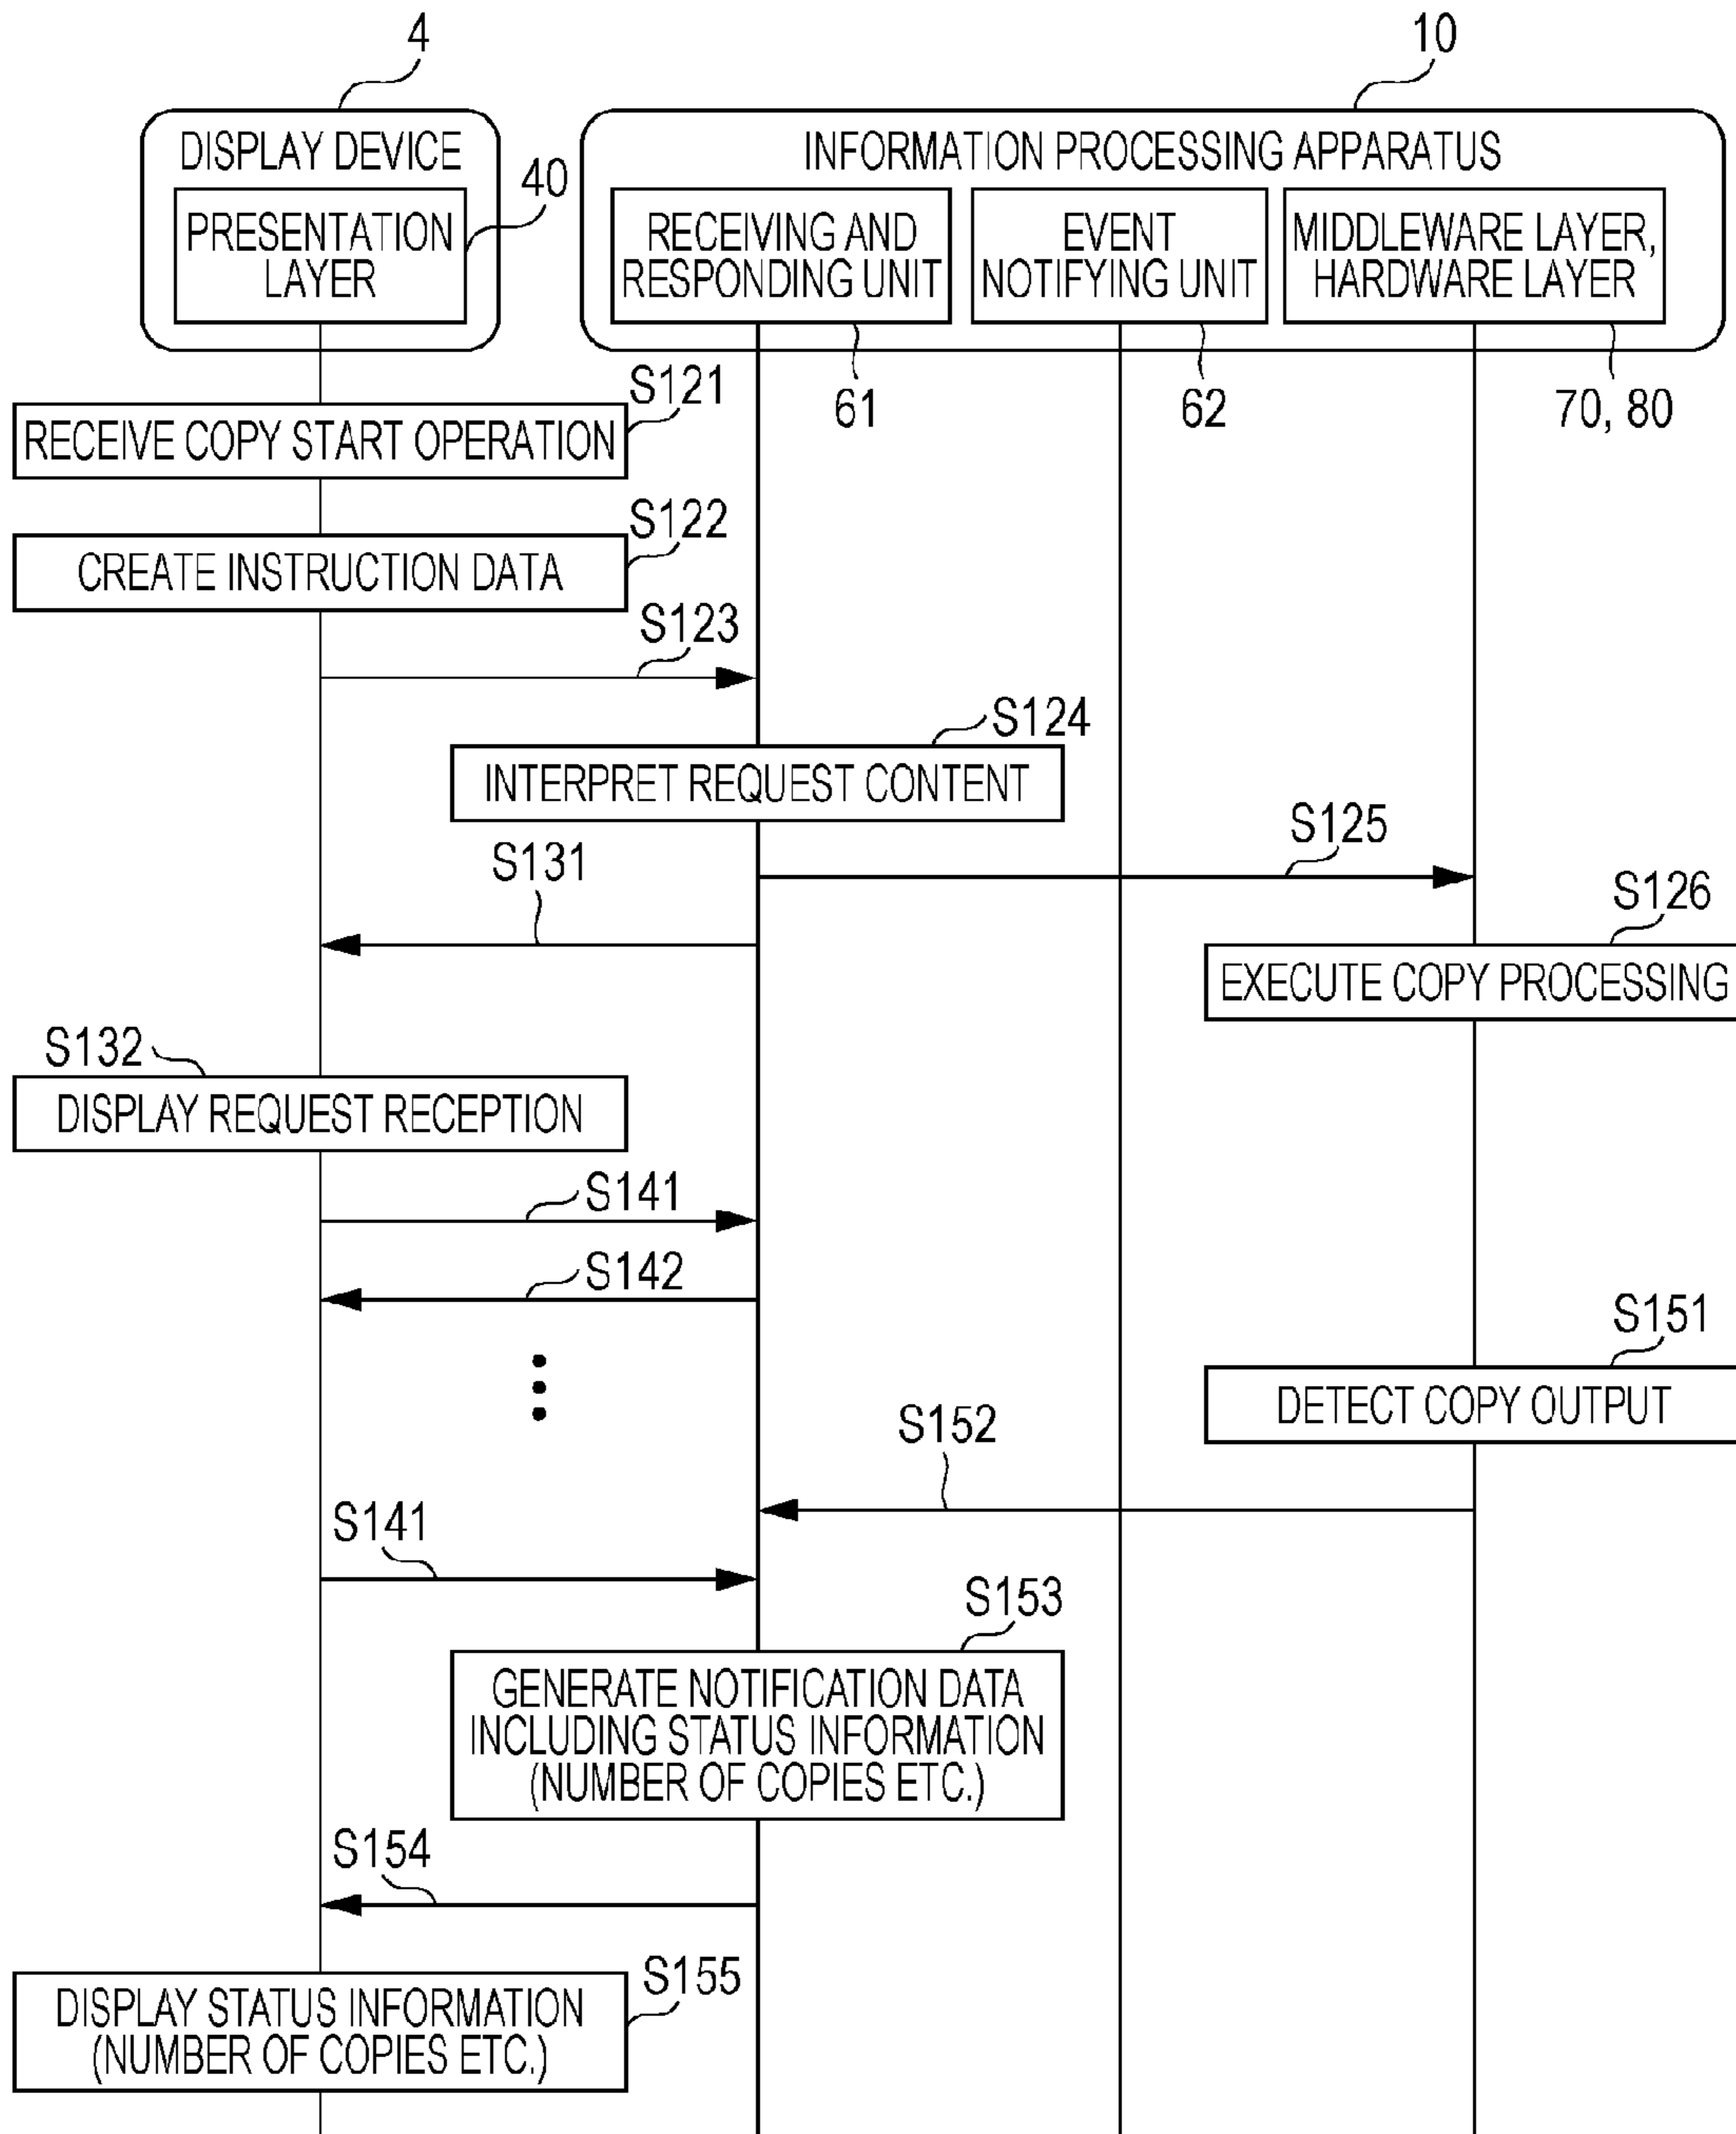 4
10
DISPLAY DEVICE
INFORMATION PROCESSING APPARATUS
40
PRESENTATION
LAYER
RECEIVING AND
RESPONDING UNIT
EVENT
NOTIFYING UNIT
MIDDLEWARE LAYER,
HARDWARE LAYER
61
62
70, 80
S121
RECEIVE COPY START OPERATION
S122
CREATE INSTRUCTION DATA
S123
S124
INTERPRET REQUEST CONTENT
S125
S131
S126
EXECUTE COPY PROCESSING
S132
DISPLAY REQUEST RECEPTION
S141
S142
S151
DETECT COPY OUTPUT
S152
S141
S153
GENERATE NOTIFICATION DATA
INCLUDING STATUS INFORMATION
(NUMBER OF COPIES ETC.)
S154
S155
DISPLAY STATUS INFORMATION
(NUMBER OF COPIES ETC.)